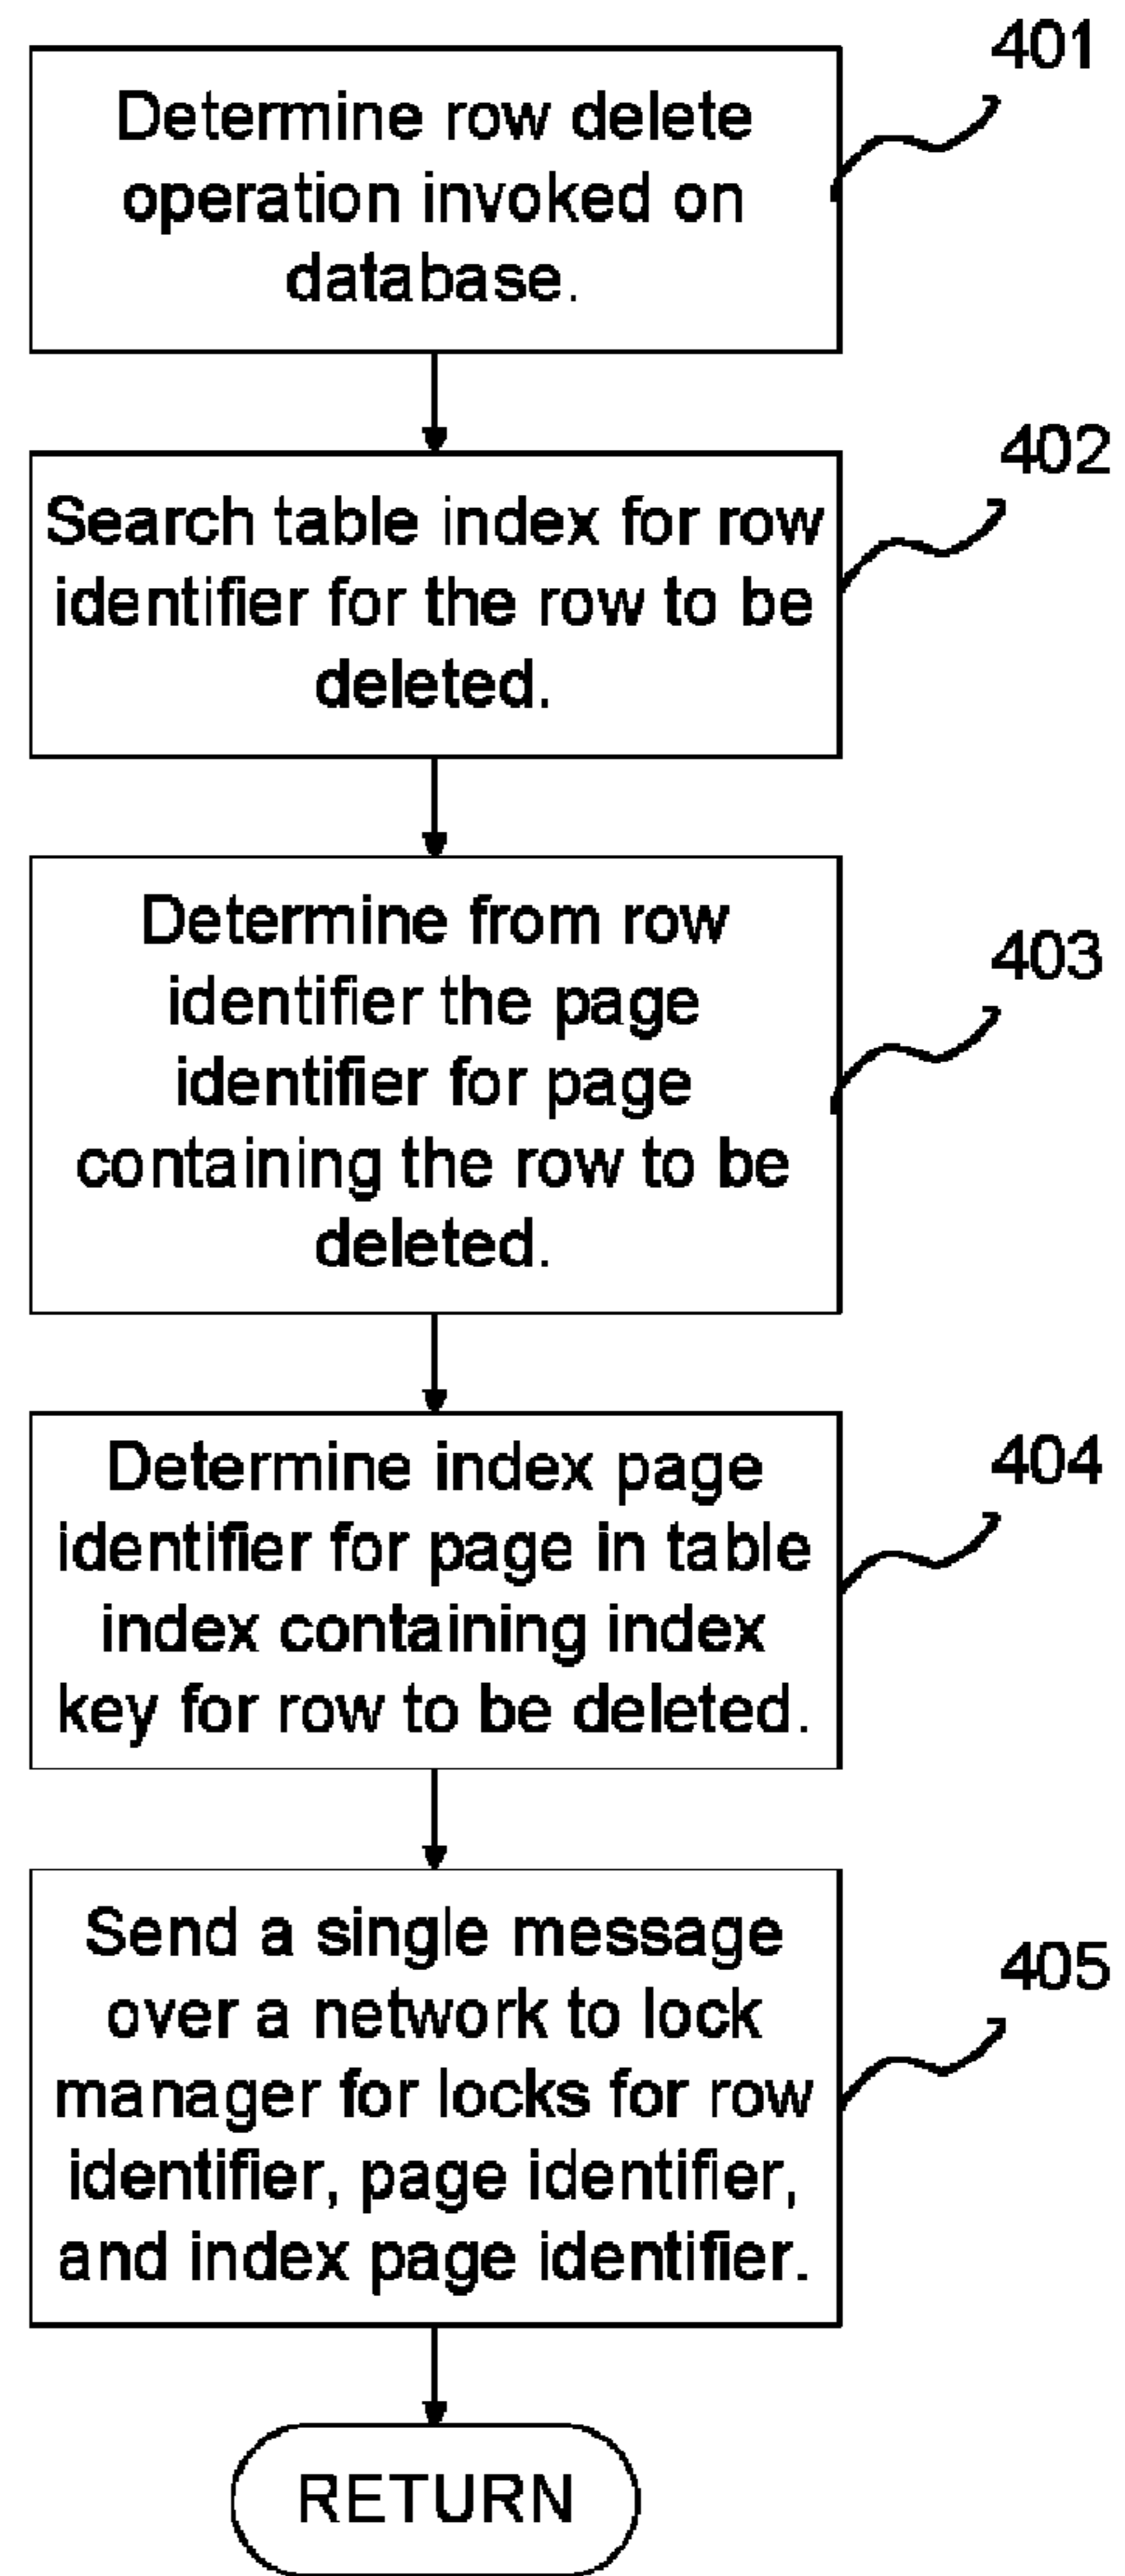 401
Determine row delete
operation invoked on
database.
402
Search table index for row
identifier for the row to be
deleted.
403
Determine from row
identifier the page
identifier for page
containing the row to be
deleted.
404
Determine index page
identifier for page in table
index containing index
key for row to be deleted.
405
Send a single message
over a network to lock
manager for locks for row
identifier, page identifier,
and index page identifier.
RETURN